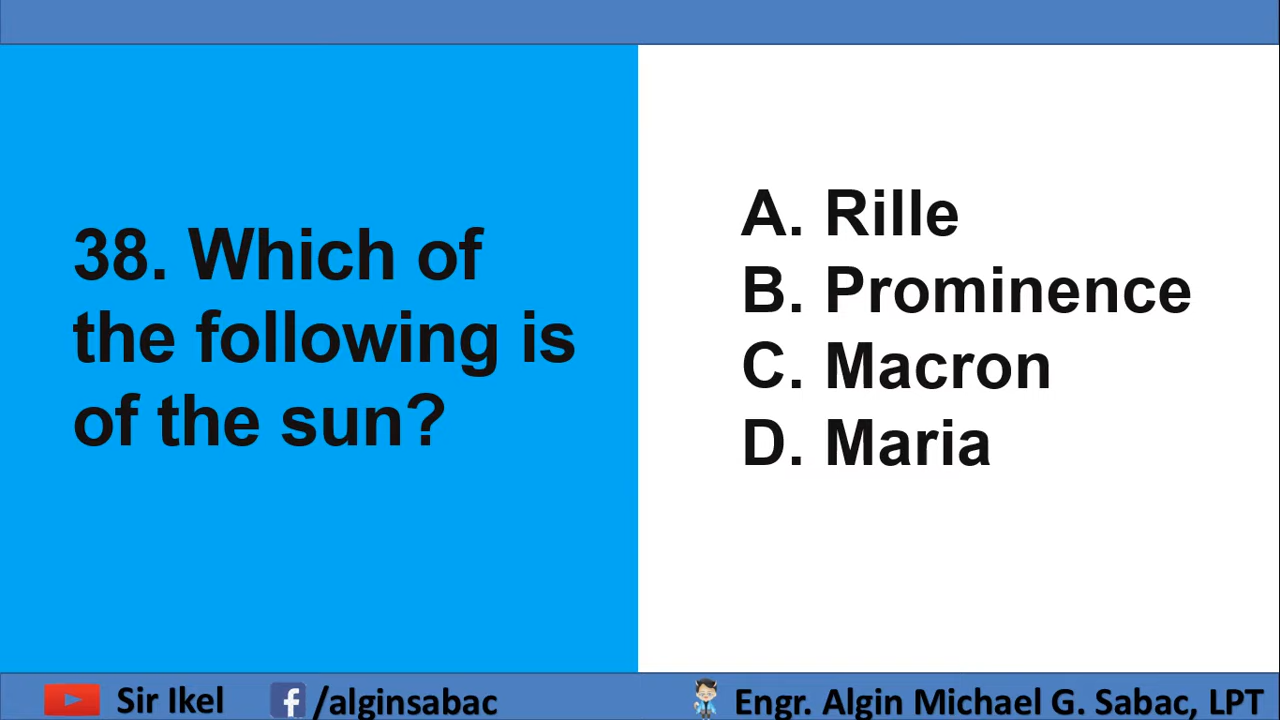 38. Which of
the following is
of the sun?
A. Rille
B. Prominence
C. Macron
D. Maria
Sir Ikel
/alginsabac
Engr. Algin Michael G. Sabac, LPT